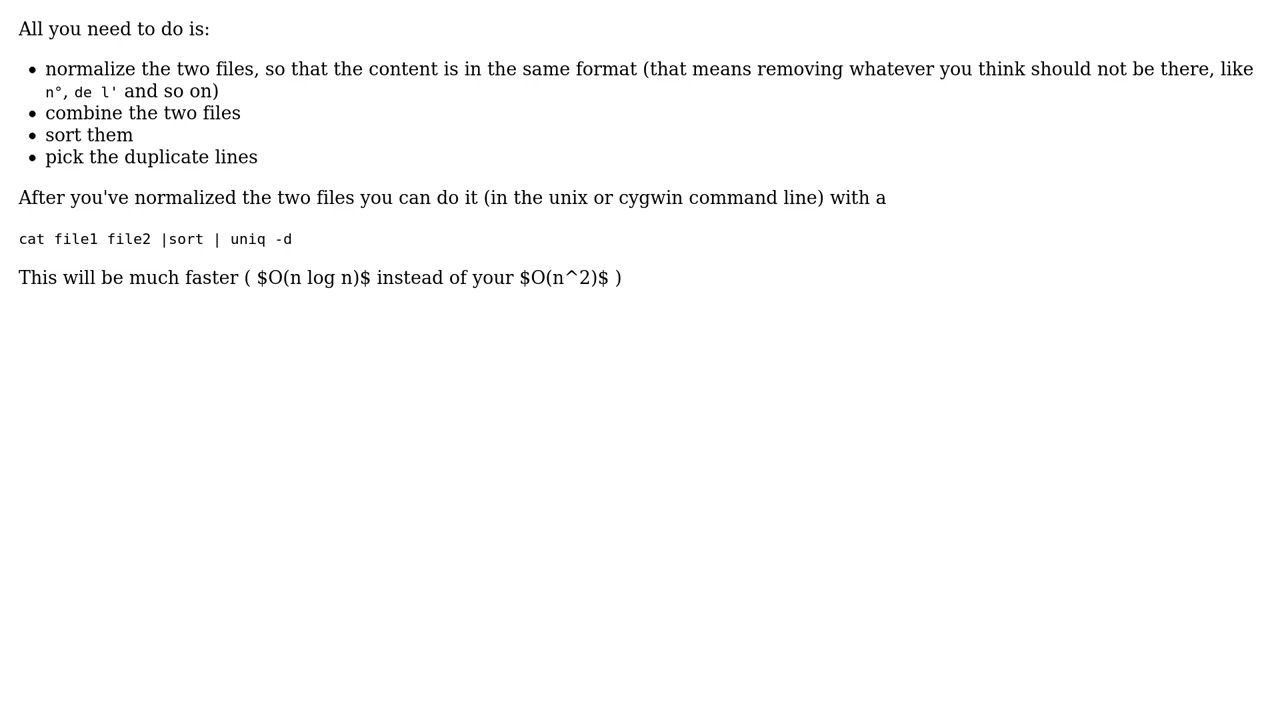 All you need to do is:
• normalize the two files, so that the content is in the same format (that means removing whatever you think should not be there, like
n°, de l' and so on)
• combine the two files
• sort them
• pick the duplicate lines
After you've normalized the two files you can do it (in the unix or cygwin command line) with a
cat file1 file2 |sort | uniq -d
This will be much faster ( $O(n log n)$ instead of your $O(n^2)$ )